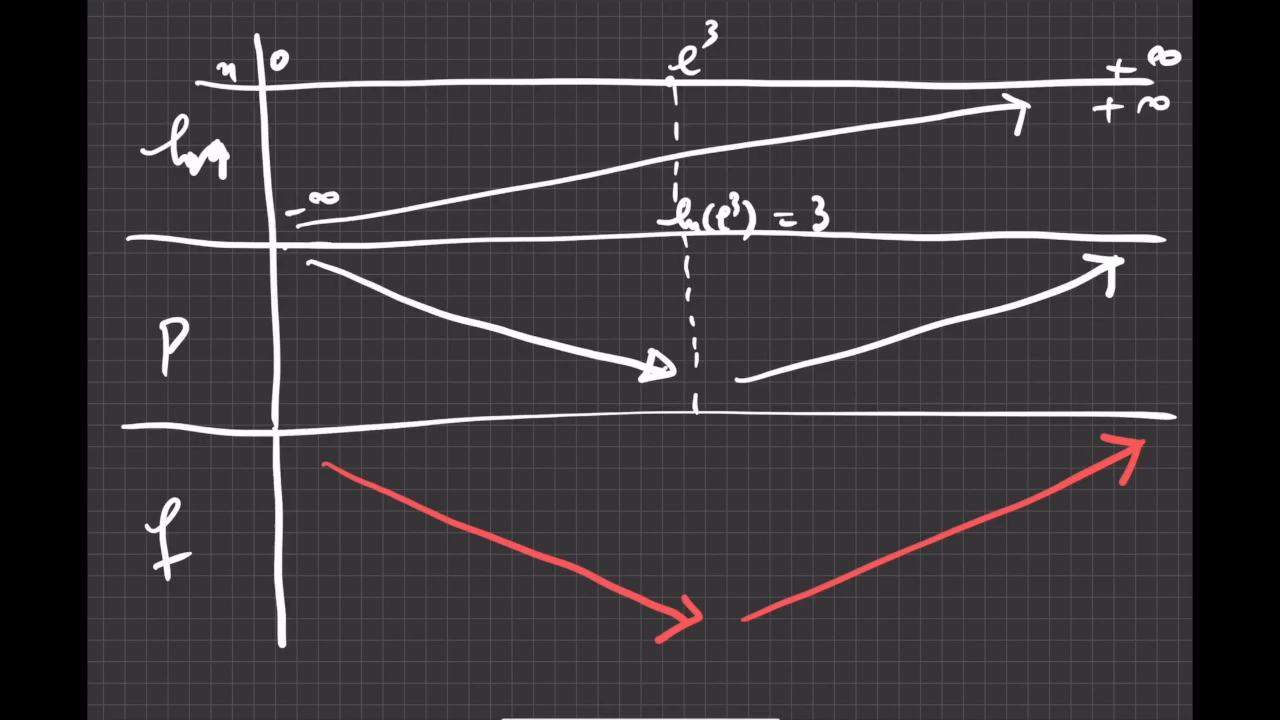 x 0 e³ +∞
ln x -∞ +∞
ln(e³) = 3
P
f